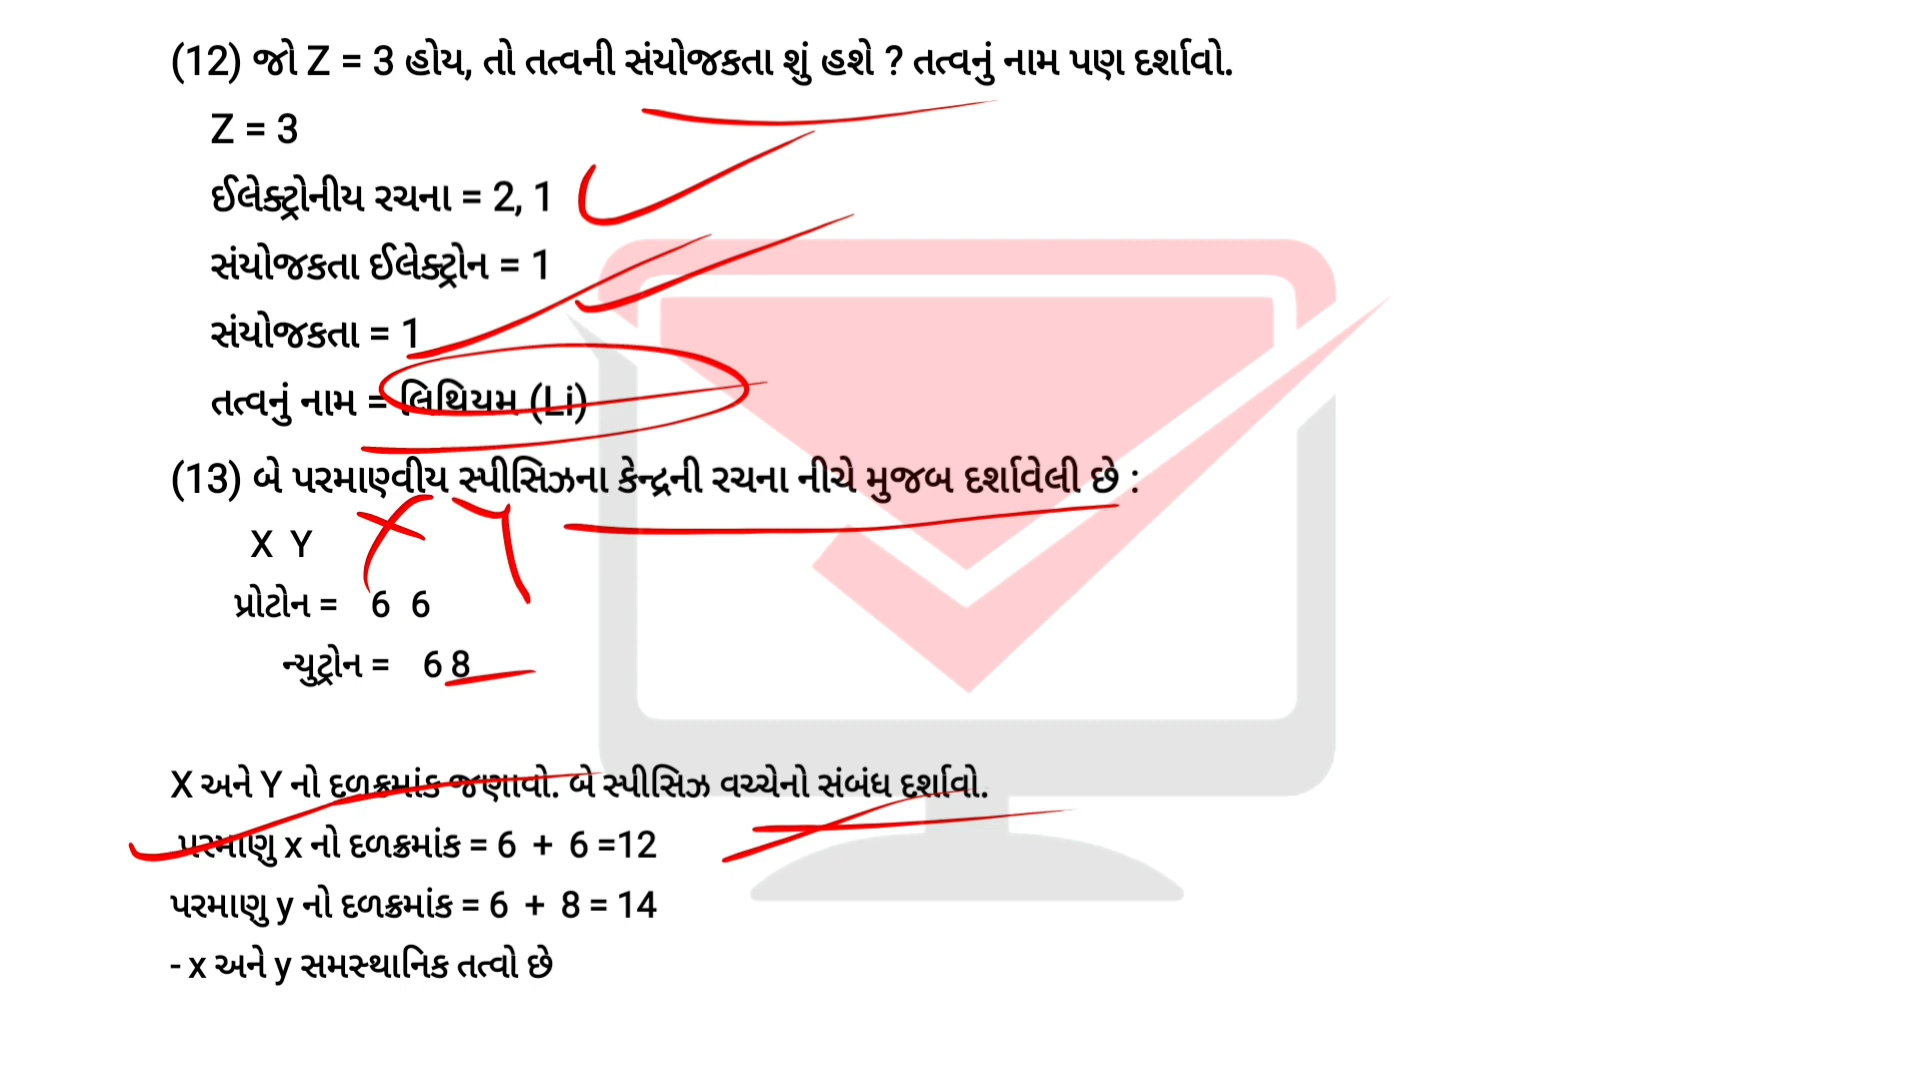 (12) જો Z = 3 હોય, તો તત્વની સંયોજકતા શું હશે ? તત્વનું નામ પણ દર્શાવો.
Z = 3
ઈલેક્ટ્રોનીય રચના = 2, 1
સંયોજકતા ઈલેક્ટ્રોન = 1
સંયોજકતા = 1
તત્વનું નામ = લિથિયમ (Li)
(13) બે પરમાણ્વીય સ્પીસિઝના કેન્દ્રની રચના નીચે મુજબ દર્શાવેલી છે :
X Y X Y
પ્રોટોન = 6 6
ન્યુટ્રોન = 6 8
X અને Y નો દળક્રમાંક જણાવો. બે સ્પીસિઝ વચ્ચેનો સંબંધ દર્શાવો.
પરમાણુ x નો દળક્રમાંક = 6 + 6 =12
પરમાણુ y નો દળક્રમાંક = 6 + 8 = 14
- x અને y સમસ્થાનિક તત્વો છે